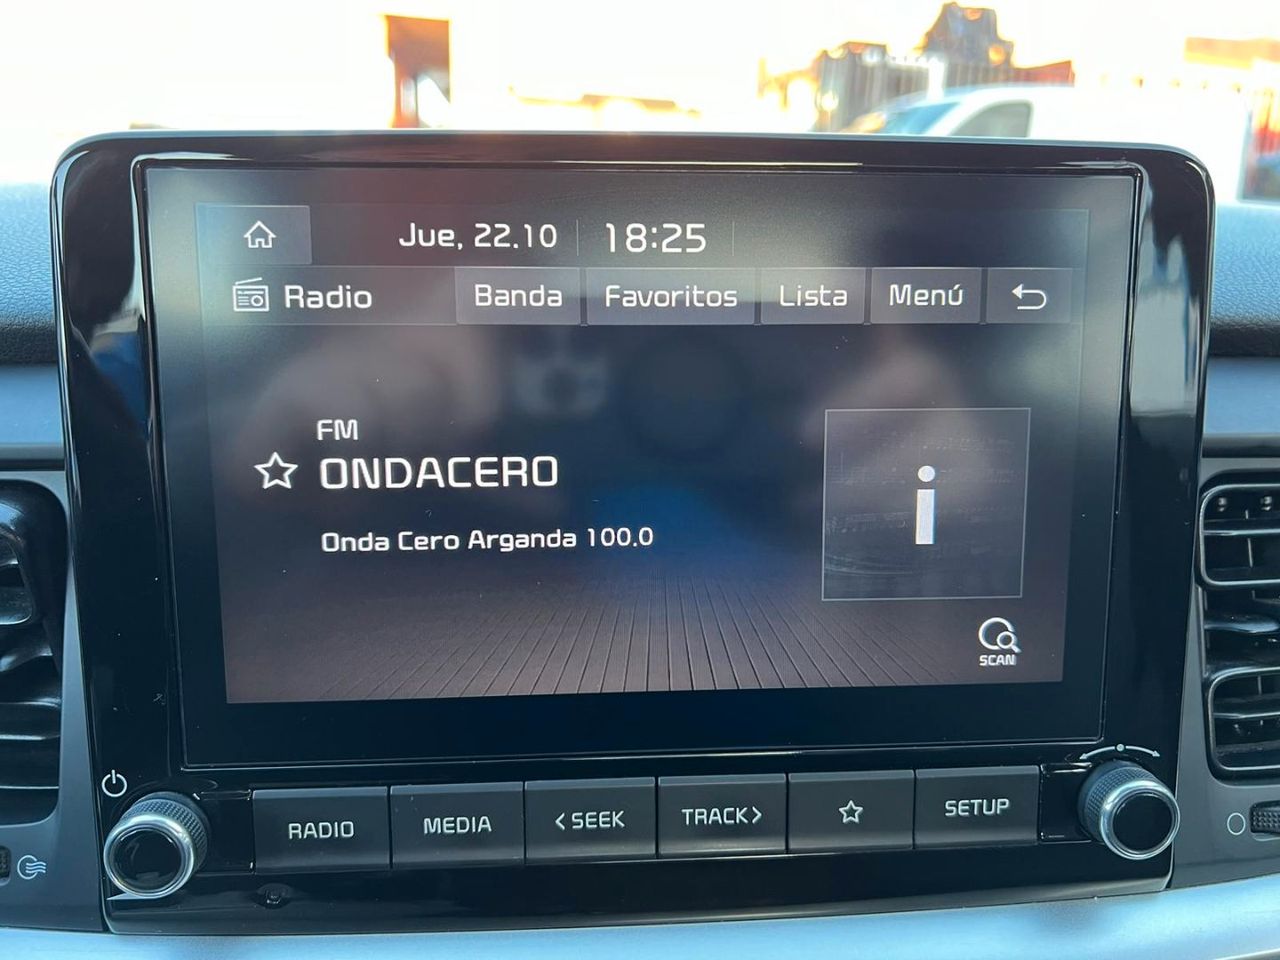 Jue, 22.10 18:25
Radio Banda Favoritos Lista Menú
FM
ONDACERO
Onda Cero Arganda 100.0
i
SCAN
RADIO MEDIA <SEEK TRACK> SETUP